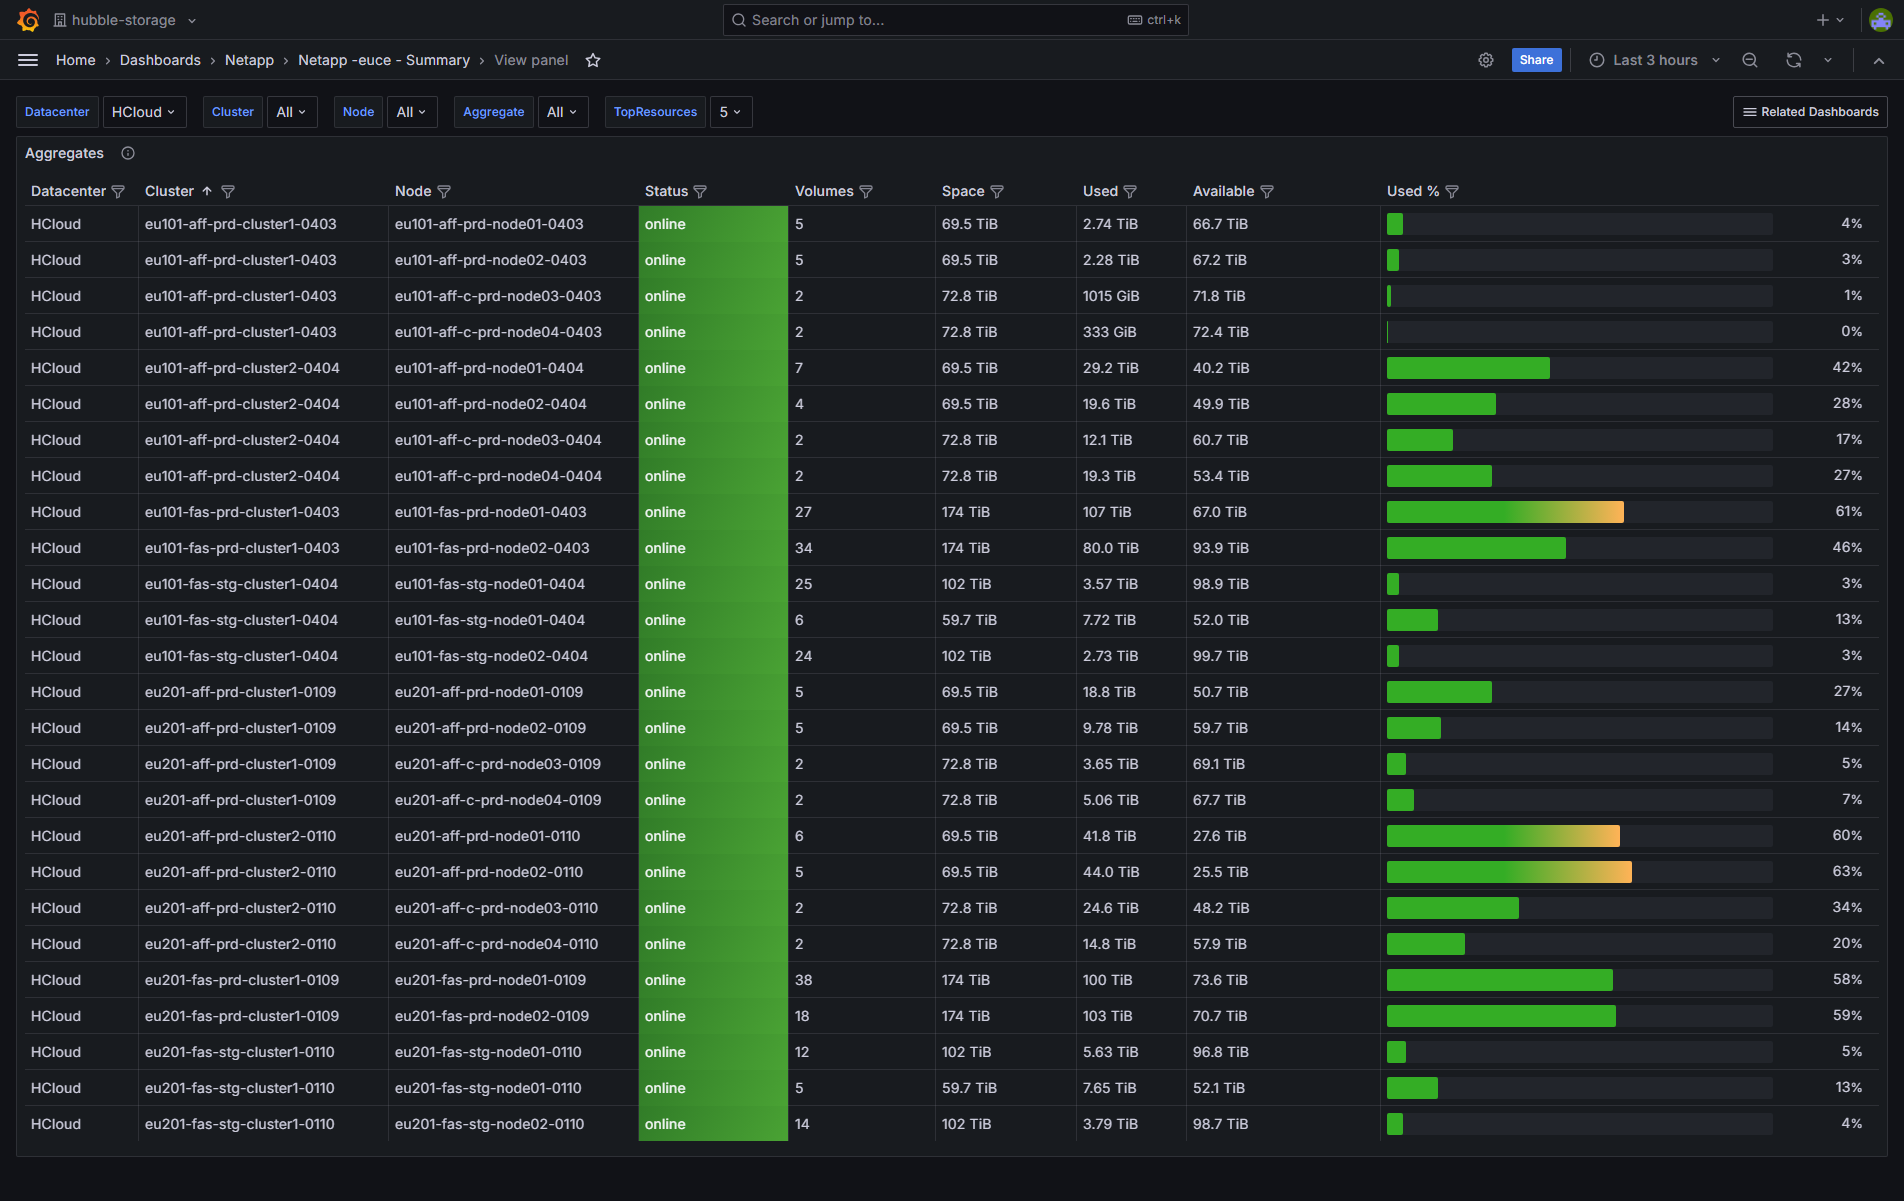 hubble-storage
Search or jump to... ctrl+k
Home › Dashboards › Netapp › Netapp -euce - Summary › View panel
Share Last 3 hours
Datacenter HCloud Cluster All Node All Aggregate All TopResources 5 Related Dashboards
Aggregates
Datacenter Cluster Node Status Volumes Space Used Available Used %
HCloud eu101-aff-prd-cluster1-0403 eu101-aff-prd-node01-0403 online 5 69.5 TiB 2.74 TiB 66.7 TiB 4%
HCloud eu101-aff-prd-cluster1-0403 eu101-aff-prd-node02-0403 online 5 69.5 TiB 2.28 TiB 67.2 TiB 3%
HCloud eu101-aff-prd-cluster1-0403 eu101-aff-c-prd-node03-0403 online 2 72.8 TiB 1015 GiB 71.8 TiB 1%
HCloud eu101-aff-prd-cluster1-0403 eu101-aff-c-prd-node04-0403 online 2 72.8 TiB 333 GiB 72.4 TiB 0%
HCloud eu101-aff-prd-cluster2-0404 eu101-aff-prd-node01-0404 online 7 69.5 TiB 29.2 TiB 40.2 TiB 42%
HCloud eu101-aff-prd-cluster2-0404 eu101-aff-prd-node02-0404 online 4 69.5 TiB 19.6 TiB 49.9 TiB 28%
HCloud eu101-aff-prd-cluster2-0404 eu101-aff-c-prd-node03-0404 online 2 72.8 TiB 12.1 TiB 60.7 TiB 17%
HCloud eu101-aff-prd-cluster2-0404 eu101-aff-c-prd-node04-0404 online 2 72.8 TiB 19.3 TiB 53.4 TiB 27%
HCloud eu101-fas-prd-cluster1-0403 eu101-fas-prd-node01-0403 online 27 174 TiB 107 TiB 67.0 TiB 61%
HCloud eu101-fas-prd-cluster1-0403 eu101-fas-prd-node02-0403 online 34 174 TiB 80.0 TiB 93.9 TiB 46%
HCloud eu101-fas-stg-cluster1-0404 eu101-fas-stg-node01-0404 online 25 102 TiB 3.57 TiB 98.9 TiB 3%
HCloud eu101-fas-stg-cluster1-0404 eu101-fas-stg-node01-0404 online 6 59.7 TiB 7.72 TiB 52.0 TiB 13%
HCloud eu101-fas-stg-cluster1-0404 eu101-fas-stg-node02-0404 online 24 102 TiB 2.73 TiB 99.7 TiB 3%
HCloud eu201-aff-prd-cluster1-0109 eu201-aff-prd-node01-0109 online 5 69.5 TiB 18.8 TiB 50.7 TiB 27%
HCloud eu201-aff-prd-cluster1-0109 eu201-aff-prd-node02-0109 online 5 69.5 TiB 9.78 TiB 59.7 TiB 14%
HCloud eu201-aff-prd-cluster1-0109 eu201-aff-c-prd-node03-0109 online 2 72.8 TiB 3.65 TiB 69.1 TiB 5%
HCloud eu201-aff-prd-cluster1-0109 eu201-aff-c-prd-node04-0109 online 2 72.8 TiB 5.06 TiB 67.7 TiB 7%
HCloud eu201-aff-prd-cluster2-0110 eu201-aff-prd-node01-0110 online 6 69.5 TiB 41.8 TiB 27.6 TiB 60%
HCloud eu201-aff-prd-cluster2-0110 eu201-aff-prd-node02-0110 online 5 69.5 TiB 44.0 TiB 25.5 TiB 63%
HCloud eu201-aff-prd-cluster2-0110 eu201-aff-c-prd-node03-0110 online 2 72.8 TiB 24.6 TiB 48.2 TiB 34%
HCloud eu201-aff-prd-cluster2-0110 eu201-aff-c-prd-node04-0110 online 2 72.8 TiB 14.8 TiB 57.9 TiB 20%
HCloud eu201-fas-prd-cluster1-0109 eu201-fas-prd-node01-0109 online 38 174 TiB 100 TiB 73.6 TiB 58%
HCloud eu201-fas-prd-cluster1-0109 eu201-fas-prd-node02-0109 online 18 174 TiB 103 TiB 70.7 TiB 59%
HCloud eu201-fas-stg-cluster1-0110 eu201-fas-stg-node01-0110 online 12 102 TiB 5.63 TiB 96.8 TiB 5%
HCloud eu201-fas-stg-cluster1-0110 eu201-fas-stg-node01-0110 online 5 59.7 TiB 7.65 TiB 52.1 TiB 13%
HCloud eu201-fas-stg-cluster1-0110 eu201-fas-stg-node02-0110 online 14 102 TiB 3.79 TiB 98.7 TiB 4%